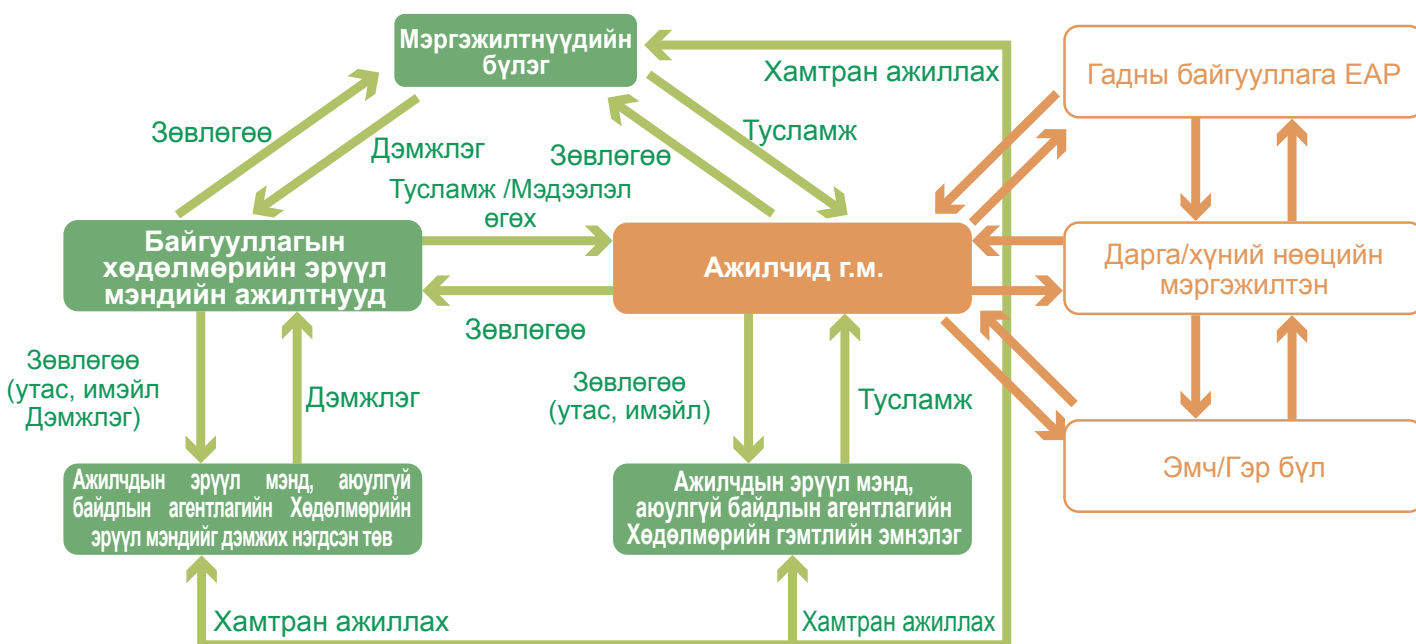 Мэргэжилтнүүдийн
бүлэг
Хамтран ажиллах
Гадны байгууллага EAP
Зөвлөгөө
Дэмжлэг
Зөвлөгөө
Тусламж
Тусламж /Мэдээлэл
өгөх
Байгууллагын
хөдөлмөрийн эрүүл
мэндийн ажилтнууд
Ажилчид г.м.
Дарга/хүний нөөцийн
мэргэжилтэн
Зөвлөгөө
Зөвлөгөө
(утас, имэйл
Дэмжлэг)
Дэмжлэг
Зөвлөгөө
(утас, имэйл)
Тусламж
Эмч/Гэр бүл
Ажилчдын эрүүл мэнд, аюулгүй
байдлын агентлагийн Хөдөлмөрийн
эрүүл мэндийг дэмжих нэгдсэн төв
Ажилчдын эрүүл мэнд,
аюулгүй байдлын агентлагийн
Хөдөлмөрийн гэмтлийн эмнэлэг
Хамтран ажиллах
Хамтран ажиллах